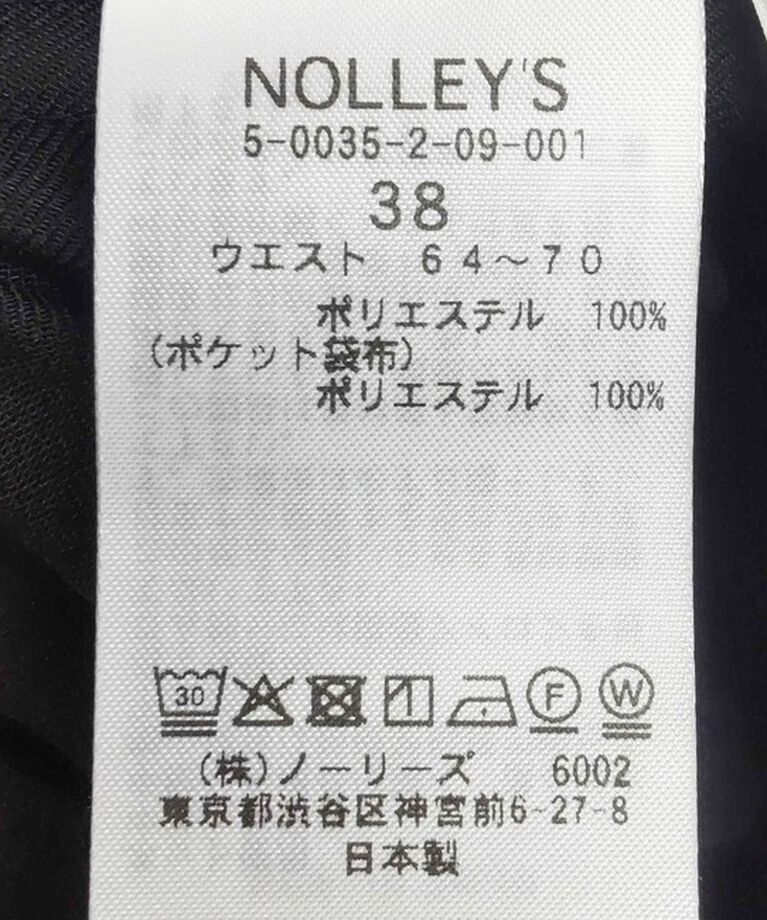 NOLLEY'S
5-0035-2-09-001
38
ウエスト 64～70
ポリエステル 100%
(ポケット袋布)
ポリエステル 100%
30 F W
(株)ノーリーズ 6002
東京都渋谷区神宮前6-27-8
日本製